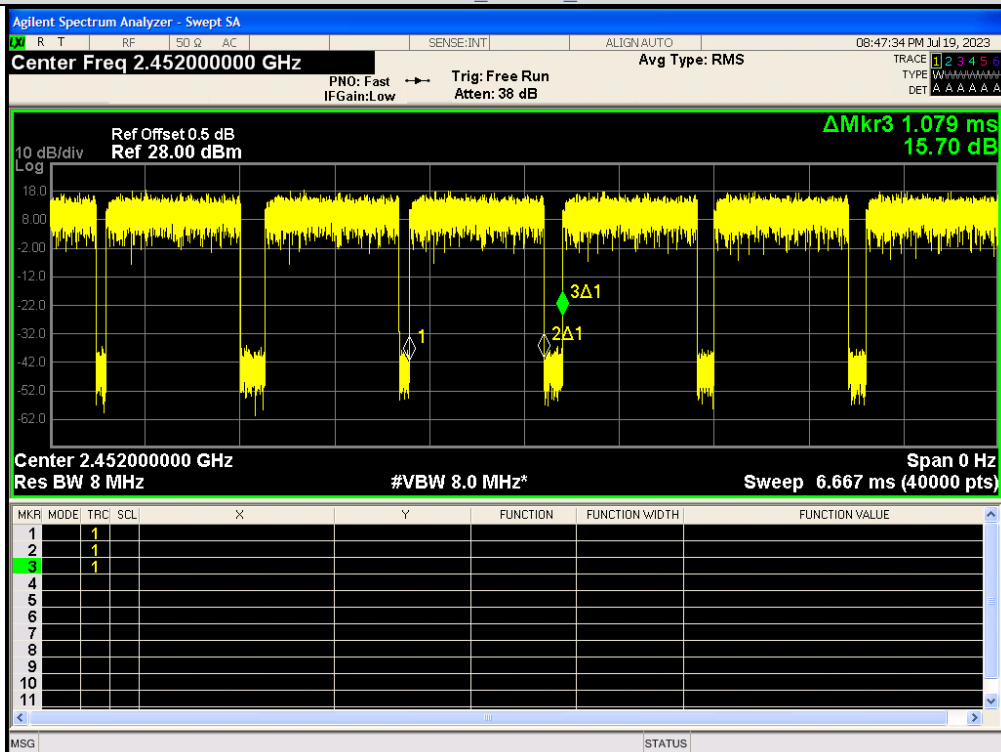 Agilent Spectrum Analyzer - Swept SA
LXI R T RF 50 Ω AC SENSE:INT ALIGN AUTO 08:47:34 PM Jul 19, 2023
Center Freq 2.452000000 GHz Avg Type: RMS TRACE 1 2 3 4 5 6
PNO: Fast Trig: Free Run TYPE WWWWWW
IFGain:Low Atten: 38 dB DET A A A A A A
ΔMkr3 1.079 ms
Ref Offset 0.5 dB
10 dB/div Ref 28.00 dBm 15.70 dB
Log
18.0
8.00
-2.00
-12.0
-22.0 3Δ1
-32.0 1 2Δ1
-42.0
-52.0
-62.0
Center 2.452000000 GHz Span 0 Hz
Res BW 8 MHz #VBW 8.0 MHz* Sweep 6.667 ms (40000 pts)
MKR MODE TRC SCL X Y FUNCTION FUNCTION WIDTH FUNCTION VALUE
1 1
2 1
3 1
4
5
6
7
8
9
10
11
MSG STATUS